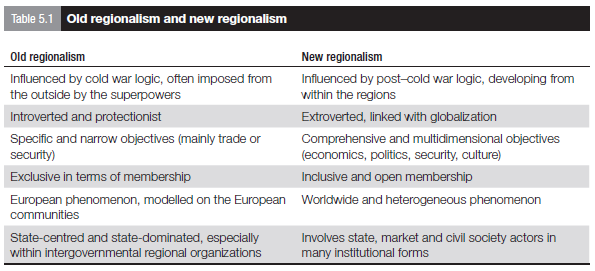 Table 5.1 Old regionalism and new regionalism
Old regionalism New regionalism
Influenced by cold war logic, often imposed from Influenced by post–cold war logic, developing from
the outside by the superpowers within the regions
Introverted and protectionist Extroverted, linked with globalization
Specific and narrow objectives (mainly trade or Comprehensive and multidimensional objectives
security) (economics, politics, security, culture)
Exclusive in terms of membership Inclusive and open membership
European phenomenon, modelled on the European Worldwide and heterogeneous phenomenon
communities
State-centred and state-dominated, especially Involves state, market and civil society actors in
within intergovernmental regional organizations many institutional forms